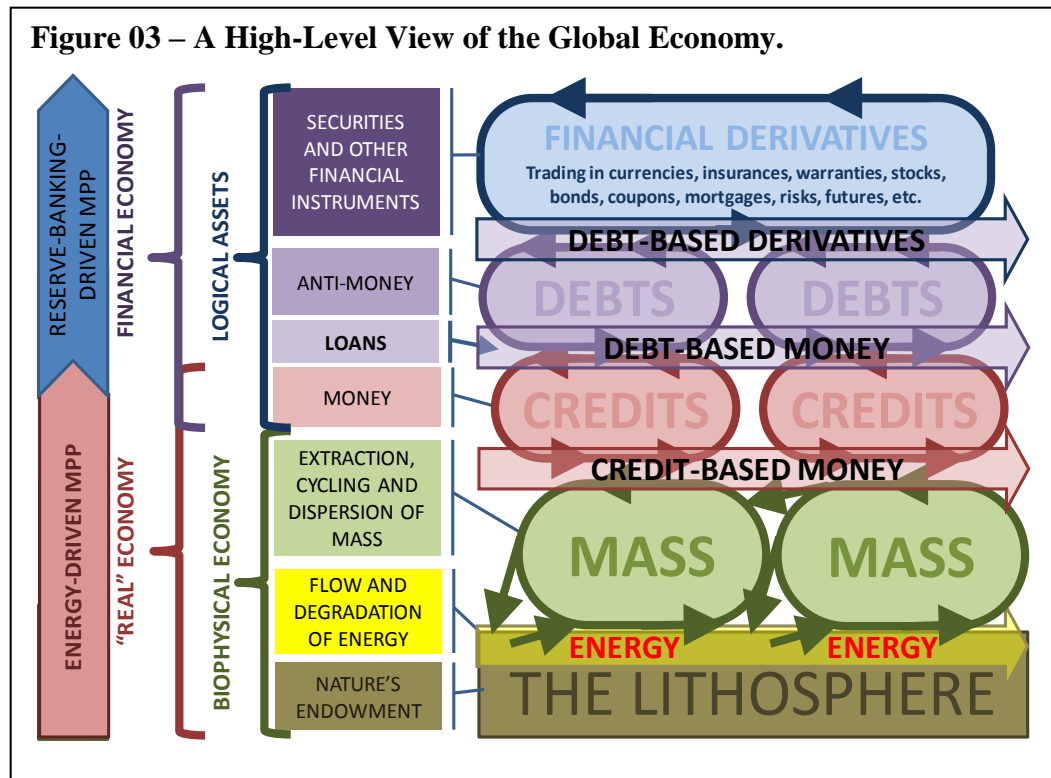 Figure 03 – A High-Level View of the Global Economy.
RESERVE-BANKING-
DRIVEN MPP
ENERGY-DRIVEN MPP
FINANCIAL ECONOMY
“REAL” ECONOMY
LOGICAL ASSETS
BIOPHYSICAL ECONOMY
SECURITIES
AND OTHER
FINANCIAL
INSTRUMENTS
ANTI-MONEY
LOANS
MONEY
EXTRACTION,
CYCLING AND
DISPERSION OF
MASS
FLOW AND
DEGRADATION
OF ENERGY
NATURE’S
ENDOWMENT
FINANCIAL DERIVATIVES
Trading in currencies, insurances, warranties, stocks,
bonds, coupons, mortgages, risks, futures, etc.
DEBT-BASED DERIVATIVES
DEBTS
DEBTS
DEBT-BASED MONEY
CREDITS
CREDITS
CREDIT-BASED MONEY
MASS
MASS
ENERGY
ENERGY
THE LITHOSPHERE